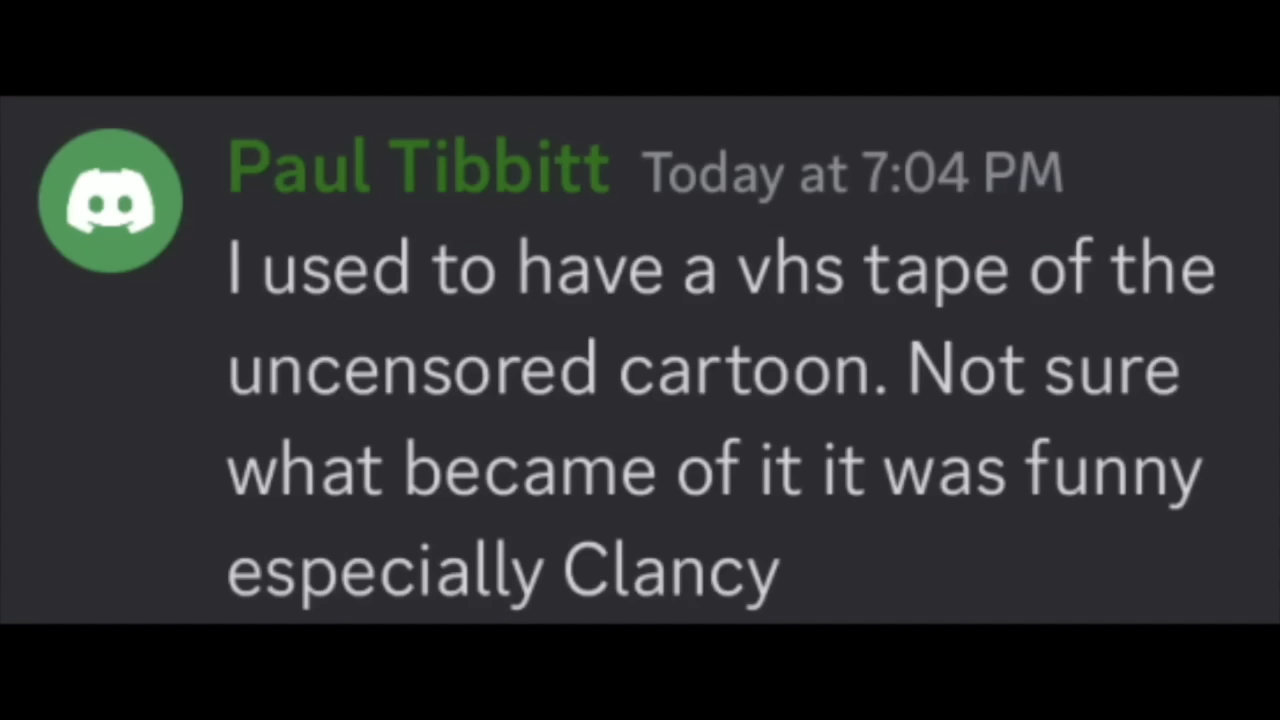 Paul Tibbitt Today at 7:04 PM
I used to have a vhs tape of the
uncensored cartoon. Not sure
what became of it it was funny
especially Clancy